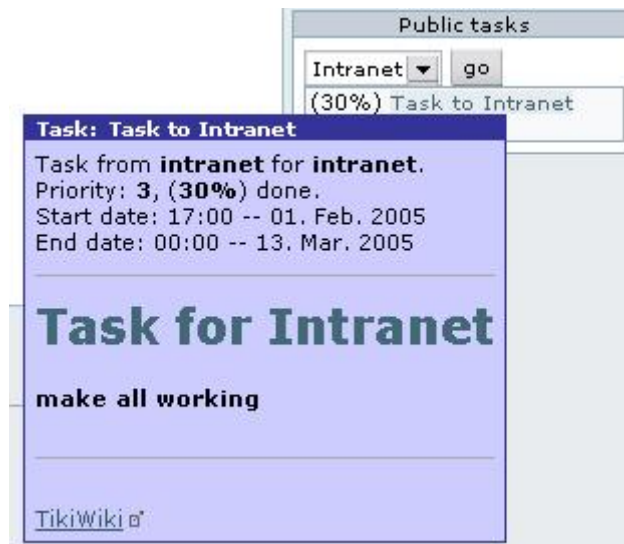 Public tasks
Intranet go
(30%) Task to Intranet
Task: Task to Intranet
Task from intranet for intranet.
Priority: 3, (30%) done.
Start date: 17:00 -- 01. Feb. 2005
End date: 00:00 -- 13. Mar. 2005
Task for Intranet
make all working
TikiWiki